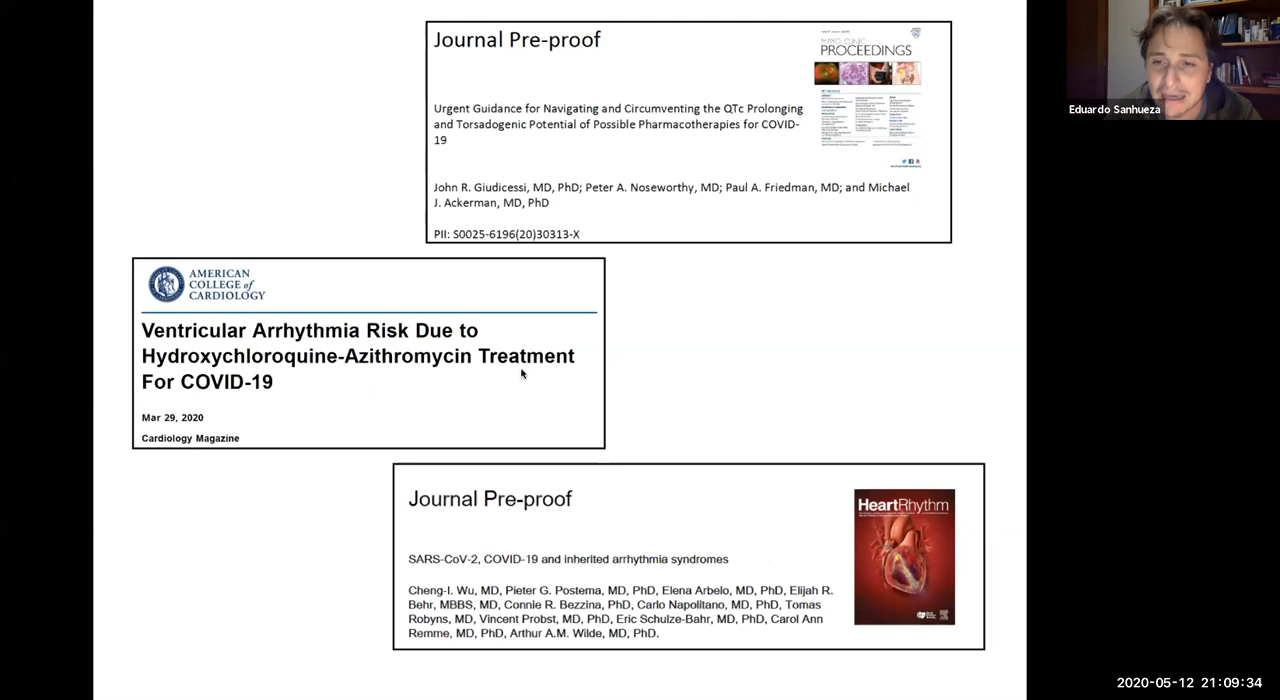 Journal Pre-proof
MAYO CLINIC
PROCEEDINGS
Urgent Guidance for Navigating and Circumventing the QTc Prolonging
and Torsadogenic Potential of Possible Pharmacotherapies for COVID-
19
John R. Giudicessi, MD, PhD; Peter A. Noseworthy, MD; Paul A. Friedman, MD; and Michael
J. Ackerman, MD, PhD
PII: S0025-6196(20)30313-X
Eduardo Sanhueza
AMERICAN
COLLEGE of
CARDIOLOGY
Ventricular Arrhythmia Risk Due to
Hydroxychloroquine-Azithromycin Treatment
For COVID-19
Mar 29, 2020
Cardiology Magazine
Journal Pre-proof
HeartRhythm
SARS-CoV-2, COVID-19 and inherited arrhythmia syndromes
Cheng-I. Wu, MD, Pieter G. Postema, MD, PhD, Elena Arbelo, MD, PhD, Elijah R.
Behr, MBBS, MD, Connie R. Bezzina, PhD, Carlo Napolitano, MD, PhD, Tomas
Robyns, MD, Vincent Probst, MD, PhD, Eric Schulze-Bahr, MD, PhD, Carol Ann
Remme, MD, PhD, Arthur A.M. Wilde, MD, PhD.
2020-05-12 21:09:34